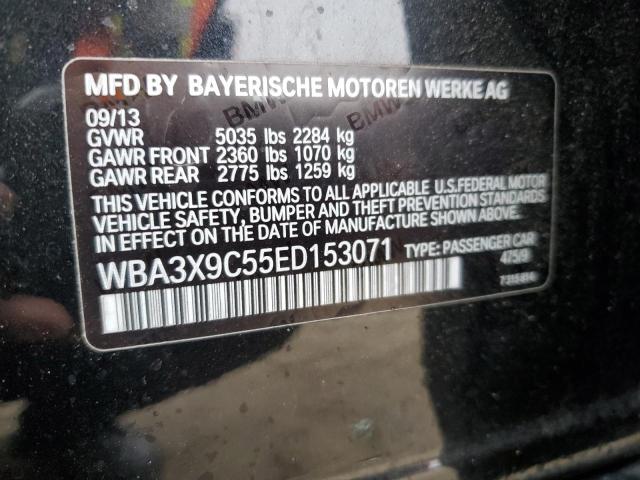 MFD BY BAYERISCHE MOTOREN WERKE AG
09/13
GVWR 5035 lbs 2284 kg
GAWR FRONT 2360 lbs 1070 kg
GAWR REAR 2775 lbs 1259 kg
THIS VEHICLE CONFORMS TO ALL APPLICABLE U.S.FEDERAL MOTOR
VEHICLE SAFETY, BUMPER AND THEFT PREVENTION STANDARDS
IN EFFECT ON THE DATE OF MANUFACTURE SHOWN ABOVE.
WBA3X9C55ED153071 TYPE: PASSENGER CAR
475/9